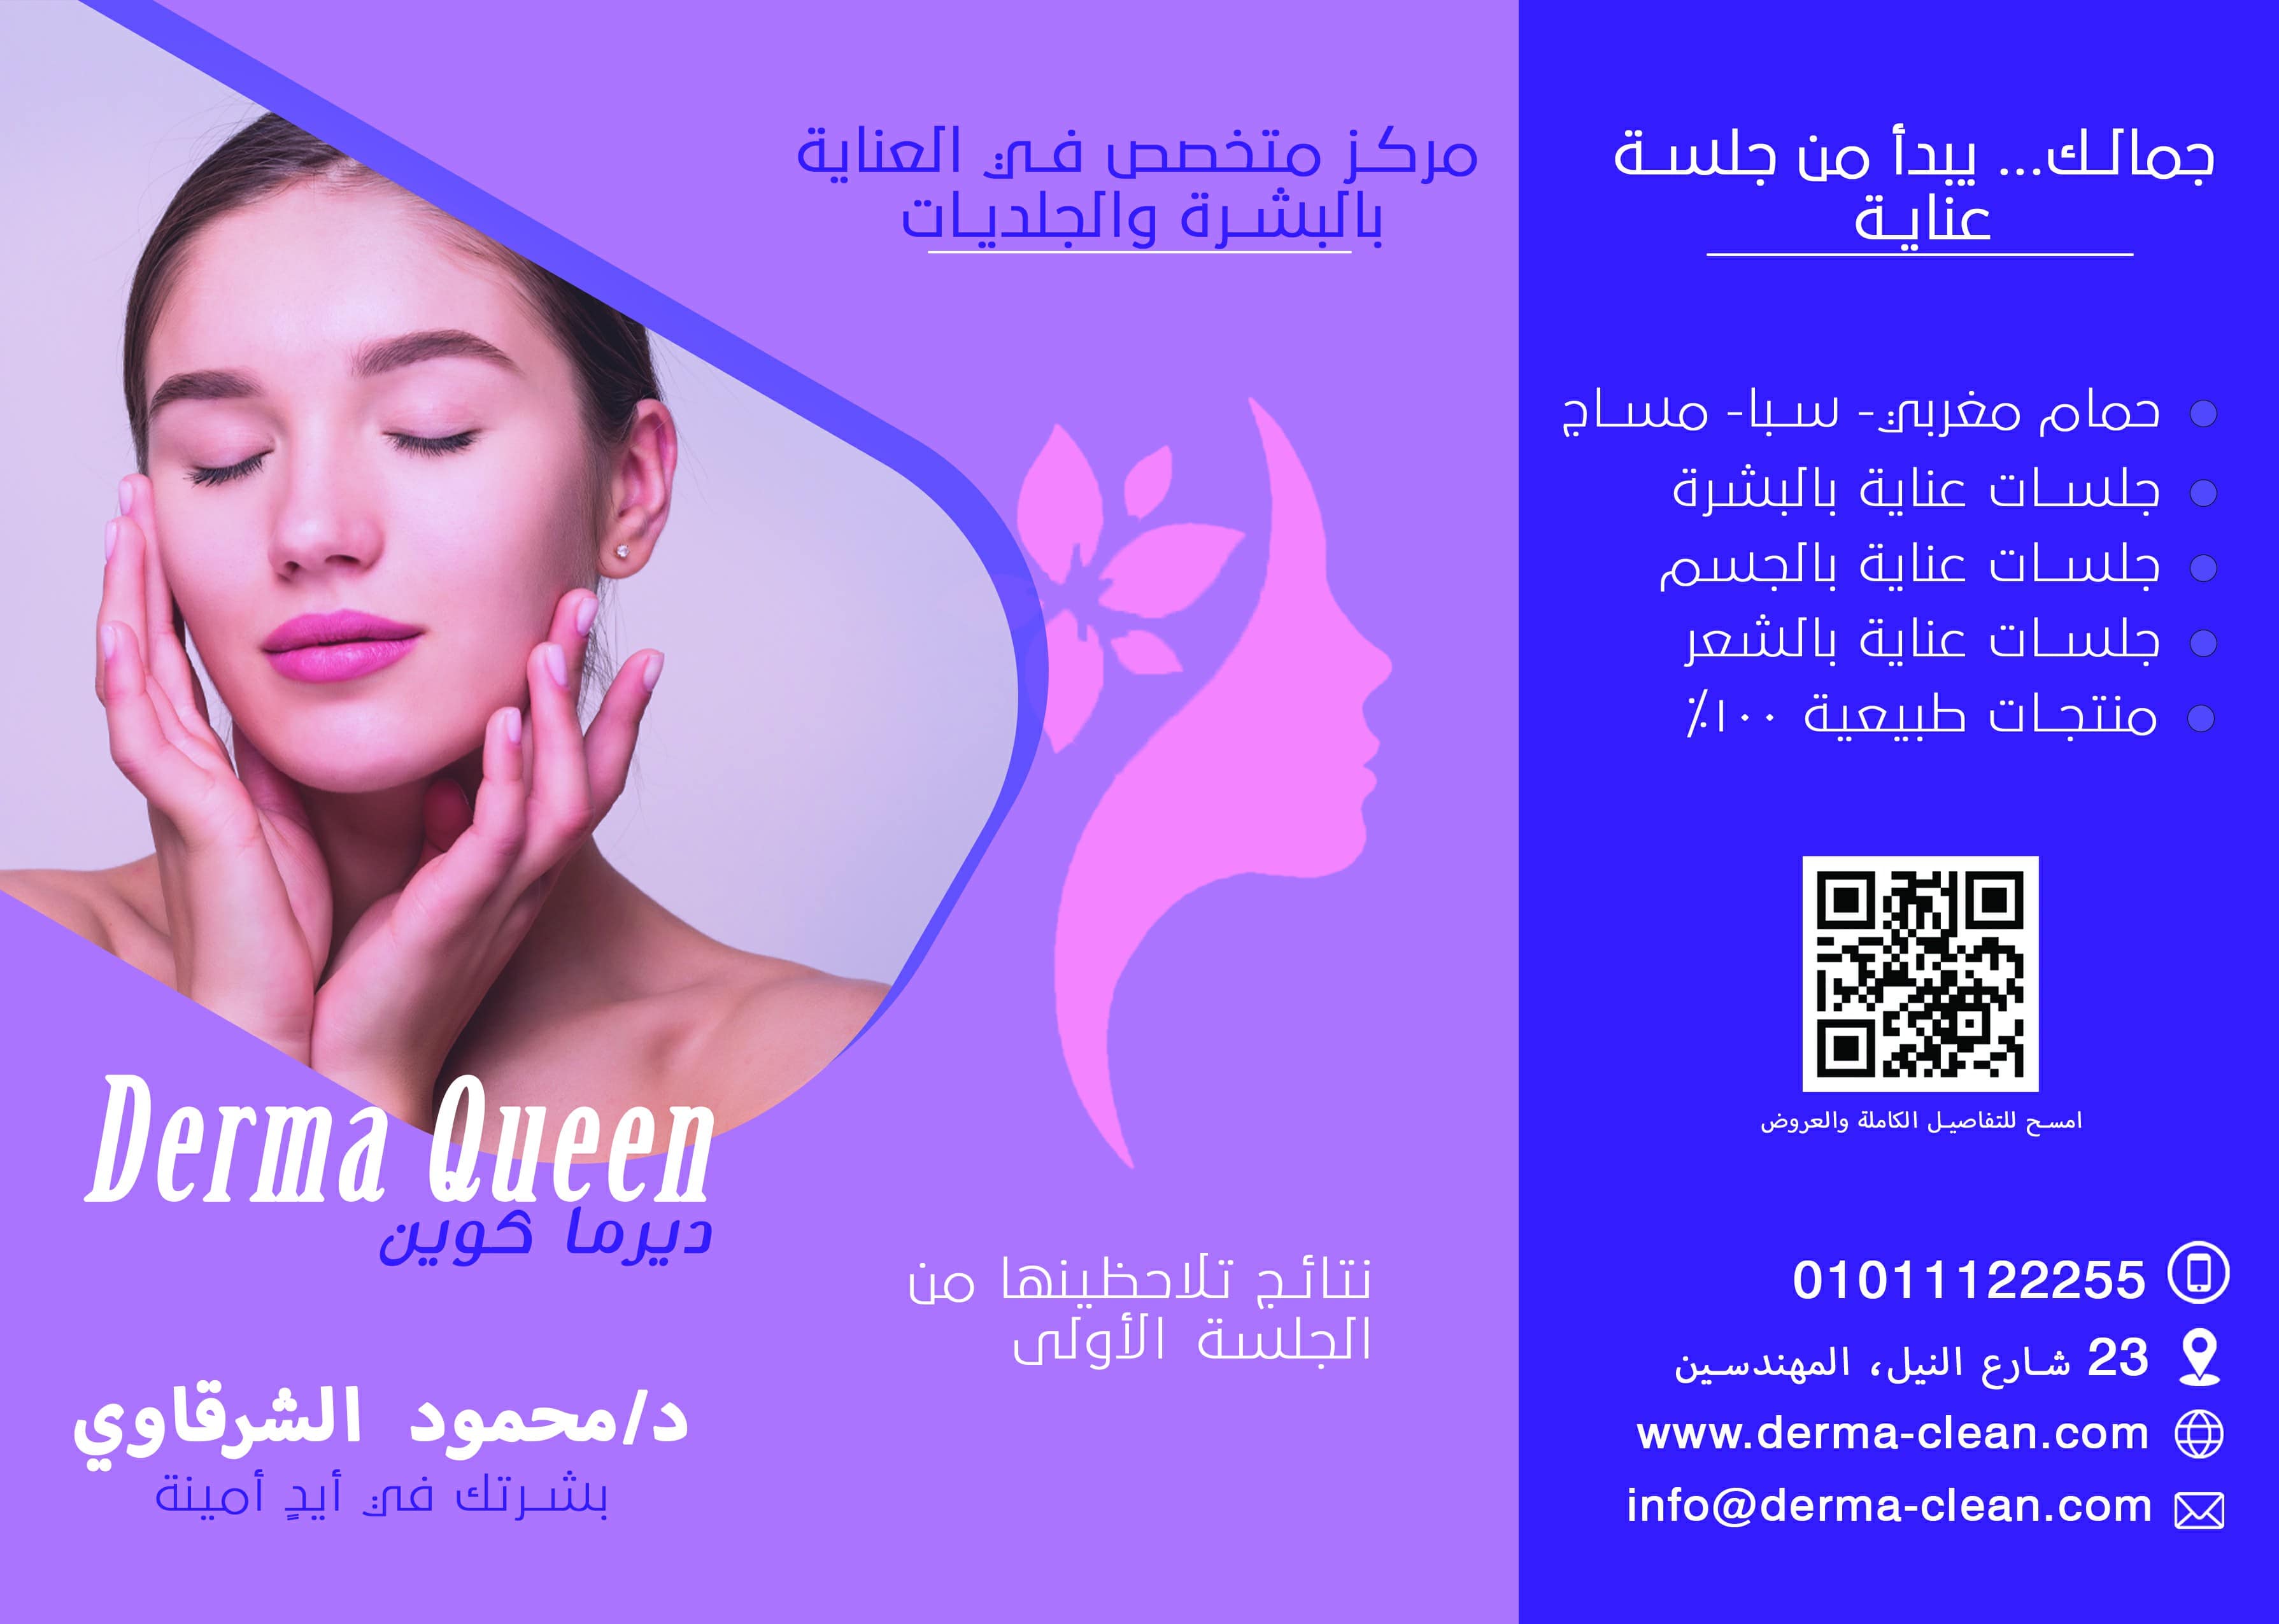 جمالك... يبدأ من جلسة
عناية
حمام مغربي- سبا- مساج
جلسات عناية بالبشرة
جلسات عناية بالجسم
جلسات عناية بالشعر
منتجات طبيعية ١٠٠٪
امسح للتفاصيل الكاملة والعروض
01011122255
23 شارع النيل، المهندسين
www.derma-clean.com
info@derma-clean.com
مركز متخصص في العناية
بالبشرة والجلديات
نتائج تلاحظينها من
الجلسة الأولى
Derma Queen
ديرما كوين
د/محمود الشرقاوي
بشرتك في أيدٍ أمينة